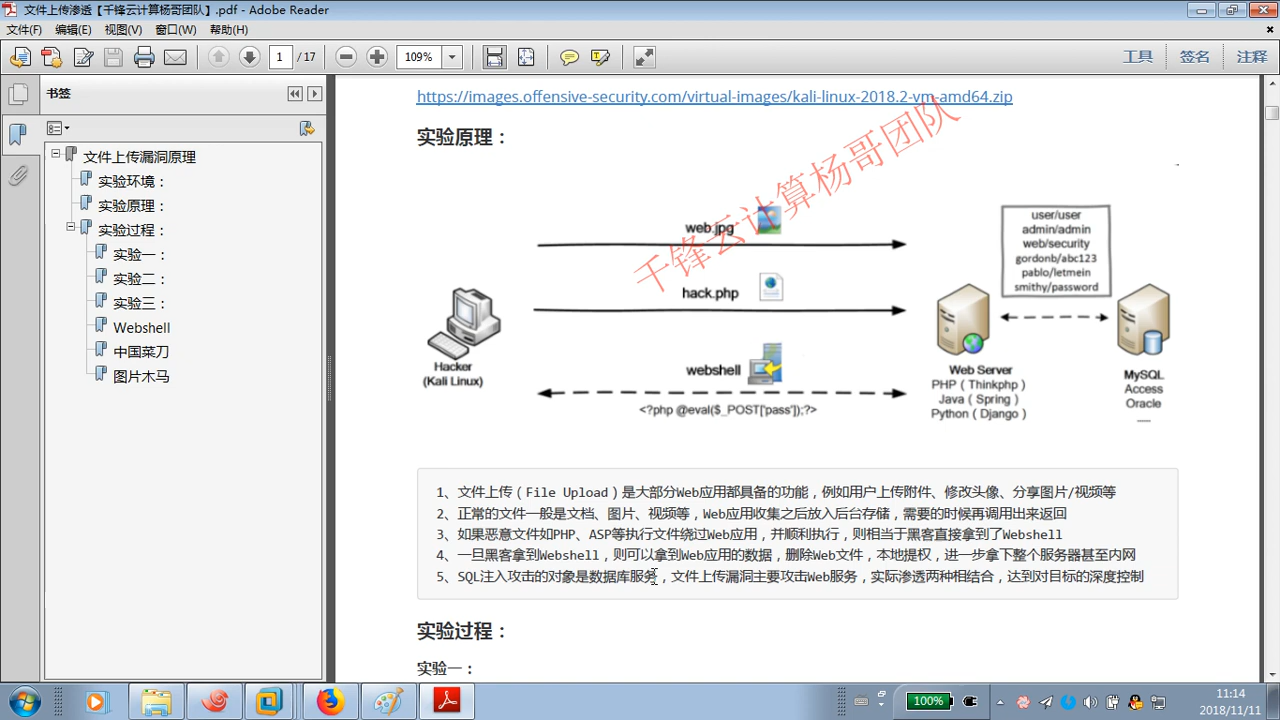 文件上传渗透【千锋云计算杨哥团队】.pdf - Adobe Reader
文件(F) 编辑(E) 视图(V) 窗口(W) 帮助(H)
1 / 17 109% 工具 签名 注释
书签
文件上传漏洞原理
实验环境：
实验原理：
实验过程：
实验一：
实验二：
实验三：
Webshell
中国菜刀
图片木马
https://images.offensive-security.com/virtual-images/kali-linux-2018.2-vm-amd64.zip
实验原理：
千锋云计算杨哥团队
web.jpg
hack.php
webshell
<?php @eval($_POST['pass']);?>
Hacker
(Kali Linux)
user/user
admin/admin
web/security
gordonb/abc123
pablo/letmein
smithy/password
Web Server
PHP（Thinkphp）
Java（Spring）
Python（Django）
MySQL
Access
Oracle
1、文件上传（File Upload）是大部分Web应用都具备的功能，例如用户上传附件、修改头像、分享图片/视频等
2、正常的文件一般是文档、图片、视频等，Web应用收集之后放入后台存储，需要的时候再调用出来返回
3、如果恶意文件如PHP、ASP等执行文件绕过Web应用，并顺利执行，则相当于黑客直接拿到了Webshell
4、一旦黑客拿到Webshell，则可以拿到Web应用的数据，删除Web文件，本地提权，进一步拿下整个服务器甚至内网
5、SQL注入攻击的对象是数据库服务，文件上传漏洞主要攻击Web服务，实际渗透两种相结合，达到对目标的深度控制
实验过程：
实验一：
100%
11:14
2018/11/11